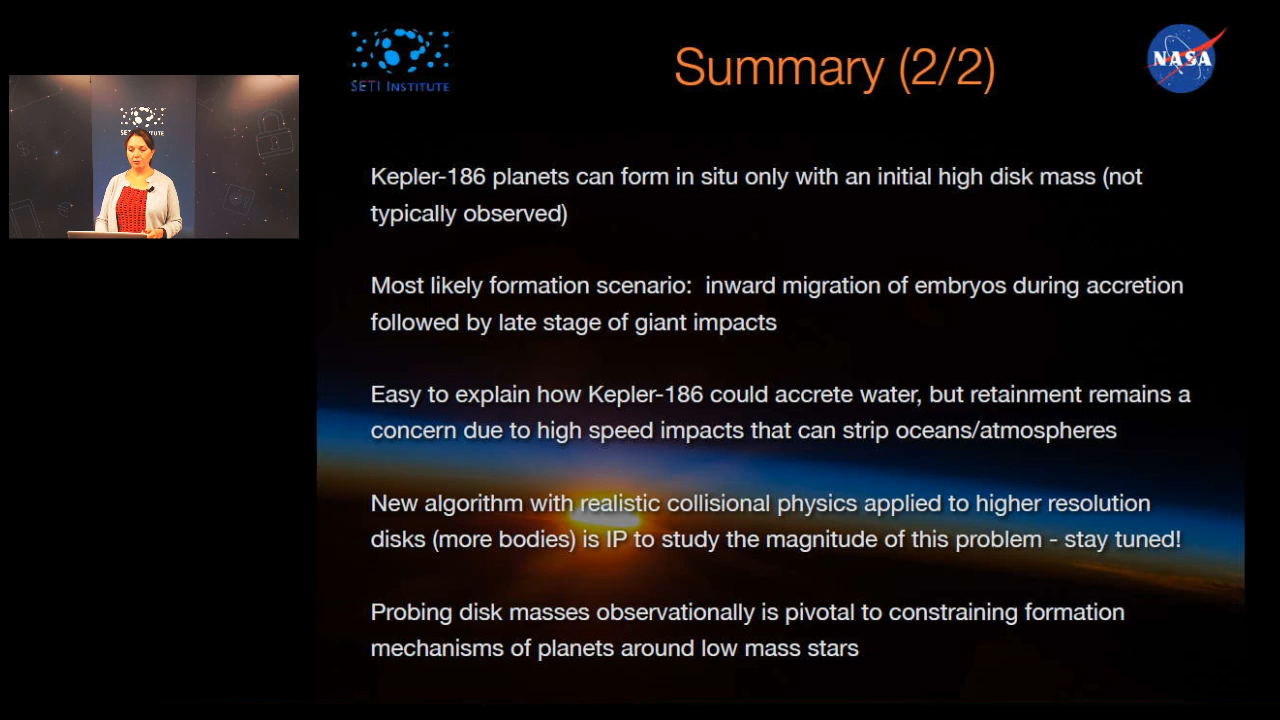 SETI INSTITUTE
Summary (2/2)
NASA
Kepler-186 planets can form in situ only with an initial high disk mass (not
typically observed)
Most likely formation scenario:  inward migration of embryos during accretion
followed by late stage of giant impacts
Easy to explain how Kepler-186 could accrete water, but retainment remains a
concern due to high speed impacts that can strip oceans/atmospheres
New algorithm with realistic collisional physics applied to higher resolution
disks (more bodies) is IP to study the magnitude of this problem - stay tuned!
Probing disk masses observationally is pivotal to constraining formation
mechanisms of planets around low mass stars